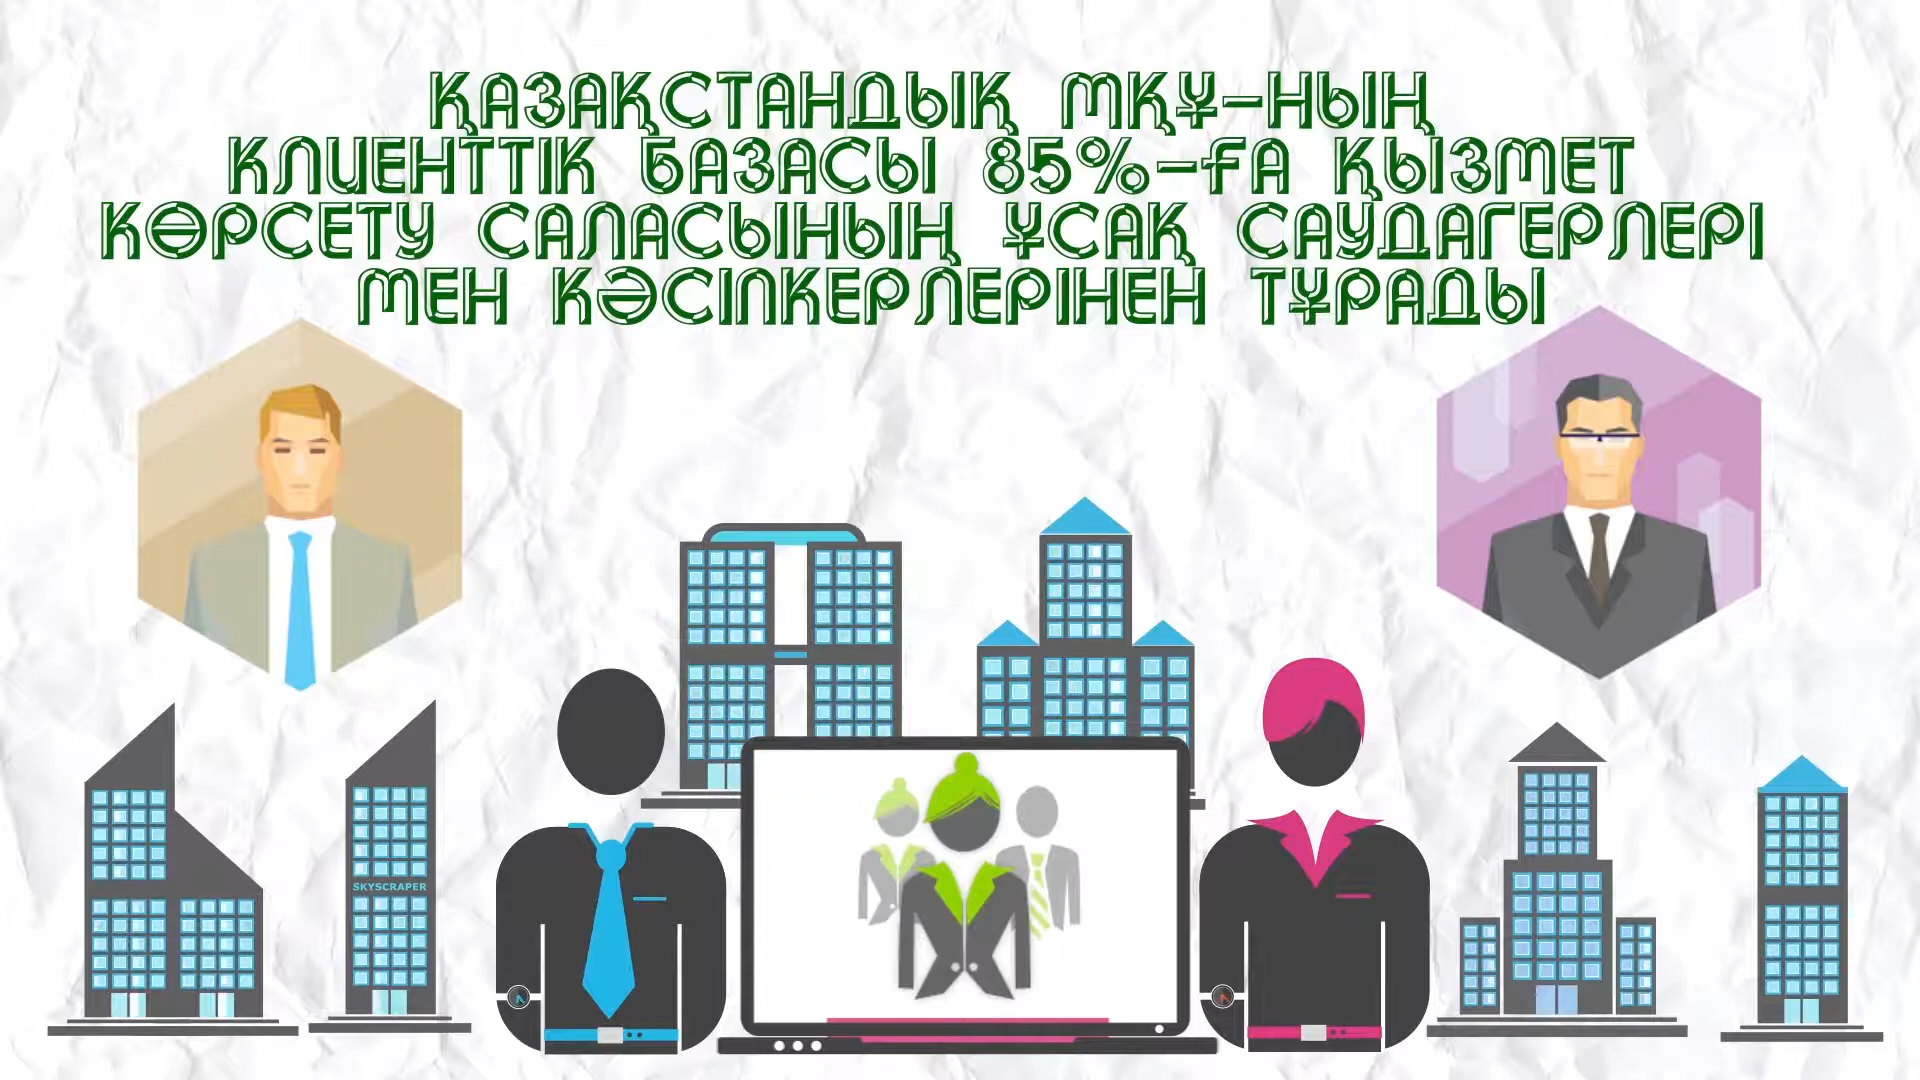 ҚАЗАҚСТАНДЫҚ МҚҰ-НЫҢ
КЛИЕНТТІК БАЗАСЫ 85%-ҒА ҚЫЗМЕТ
КӨРСЕТУ САЛАСЫНЫҢ ҰСАҚ САУДАГЕРЛЕРІ
МЕН КӘСІПКЕРЛЕРІНЕН ТҰРАДЫ
SKYSCRAPER